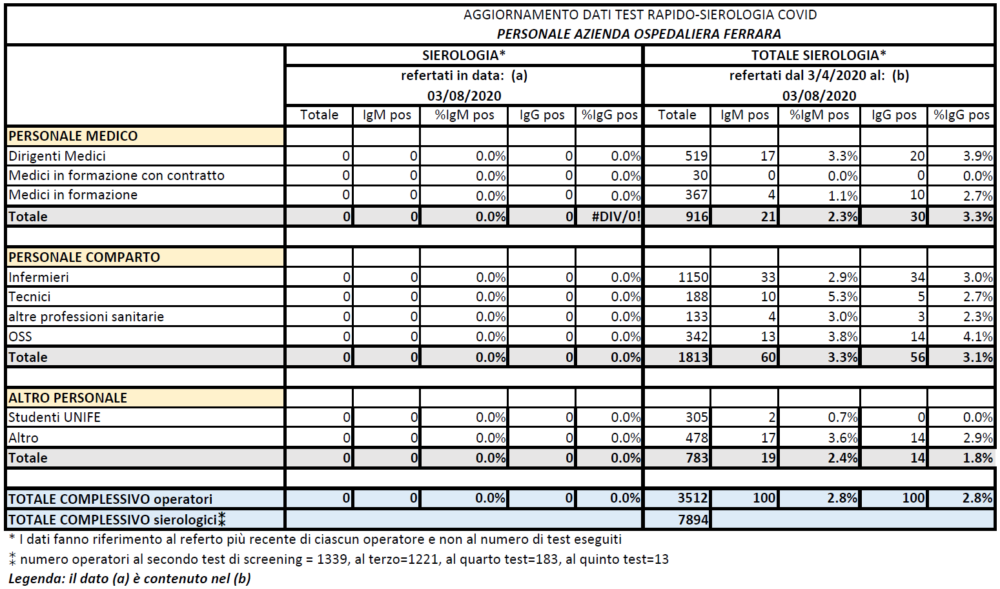 AGGIORNAMENTO DATI TEST RAPIDO-SIEROLOGIA COVID
PERSONALE AZIENDA OSPEDALIERA FERRARA
SIEROLOGIA* TOTALE SIEROLOGIA*
refertati in data: (a) refertati dal 3/4/2020 al: (b)
03/08/2020 03/08/2020
Totale IgM pos %IgM pos IgG pos %IgG pos Totale IgM pos %IgM pos IgG pos %IgG pos
PERSONALE MEDICO
Dirigenti Medici 0 0 0.0% 0 0.0% 519 17 3.3% 20 3.9%
Medici in formazione con contratto 0 0 0.0% 0 0.0% 30 0 0.0% 0 0.0%
Medici in formazione 0 0 0.0% 0 0.0% 367 4 1.1% 10 2.7%
Totale 0 0 0.0% 0 #DIV/0! 916 21 2.3% 30 3.3%
PERSONALE COMPARTO
Infermieri 0 0 0.0% 0 0.0% 1150 33 2.9% 34 3.0%
Tecnici 0 0 0.0% 0 0.0% 188 10 5.3% 5 2.7%
altre professioni sanitarie 0 0 0.0% 0 0.0% 133 4 3.0% 3 2.3%
OSS 0 0 0.0% 0 0.0% 342 13 3.8% 14 4.1%
Totale 0 0 0.0% 0 0.0% 1813 60 3.3% 56 3.1%
ALTRO PERSONALE
Studenti UNIFE 0 0 0.0% 0 0.0% 305 2 0.7% 0 0.0%
Altro 0 0 0.0% 0 0.0% 478 17 3.6% 14 2.9%
Totale 0 0 0.0% 0 0.0% 783 19 2.4% 14 1.8%
TOTALE COMPLESSIVO operatori 0 0 0.0% 0 0.0% 3512 100 2.8% 100 2.8%
TOTALE COMPLESSIVO sierologici⁑ 7894
* I dati fanno riferimento al referto più recente di ciascun operatore e non al numero di test eseguiti
⁑ numero operatori al secondo test di screening = 1339, al terzo=1221, al quarto test=183, al quinto test=13
Legenda: il dato (a) è contenuto nel (b)